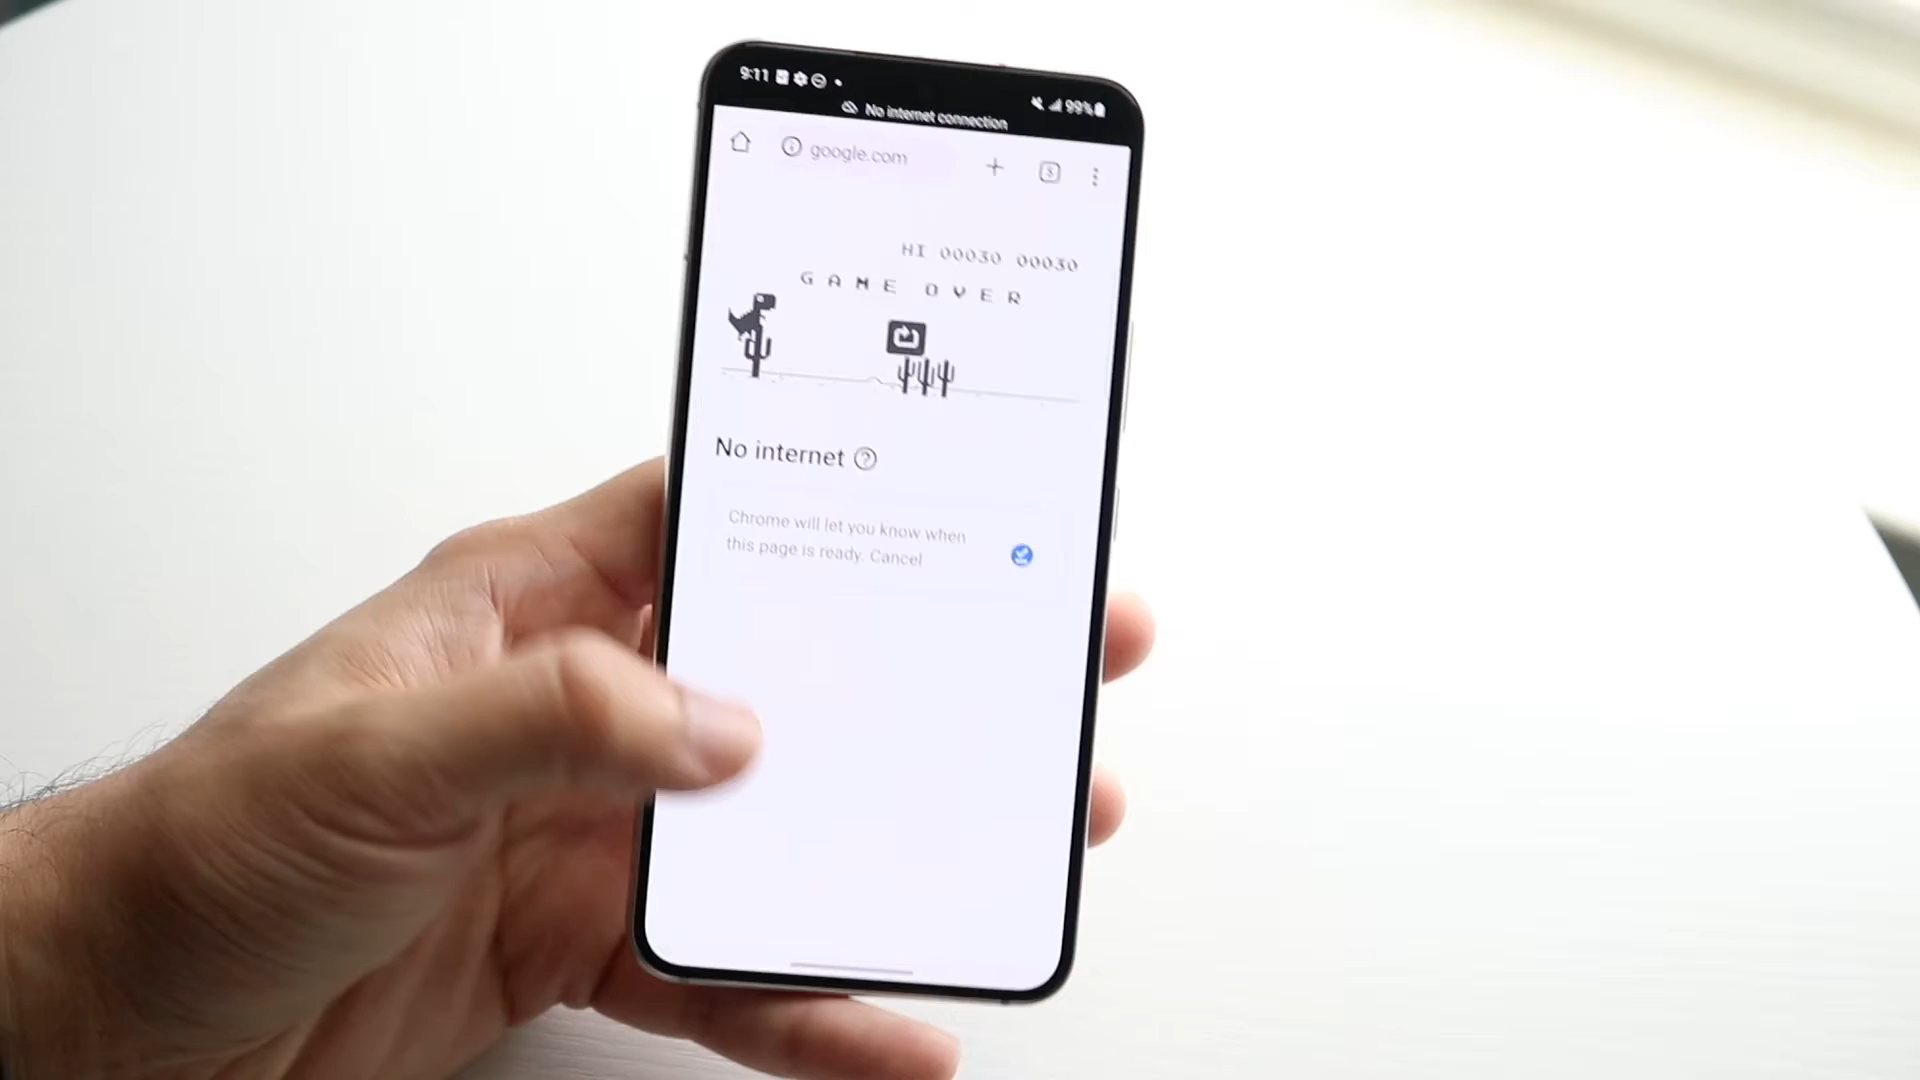 9:11
99%
No internet connection
google.com
HI 00030 00030
GAME OVER
No internet
Chrome will let you know when
this page is ready. Cancel